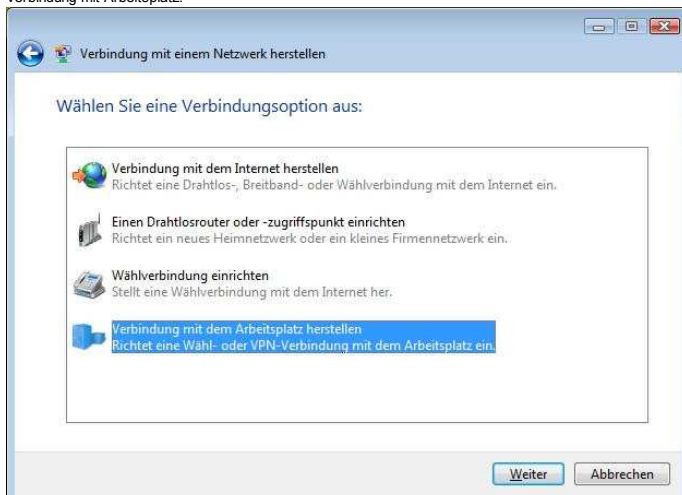 Verbindung mit Arbeitsplatz.
Verbindung mit einem Netzwerk herstellen
Wählen Sie eine Verbindungsoption aus:
Verbindung mit dem Internet herstellen
Richtet eine Drahtlos-, Breitband- oder Wählverbindung mit dem Internet ein.
Einen Drahtlosrouter oder -zugriffspunkt einrichten
Richtet ein neues Heimnetzwerk oder ein kleines Firmennetzwerk ein.
Wählverbindung einrichten
Stellt eine Wählverbindung mit dem Internet her.
Verbindung mit dem Arbeitsplatz herstellen
Richtet eine Wähl- oder VPN-Verbindung mit dem Arbeitsplatz ein.
Weiter Abbrechen